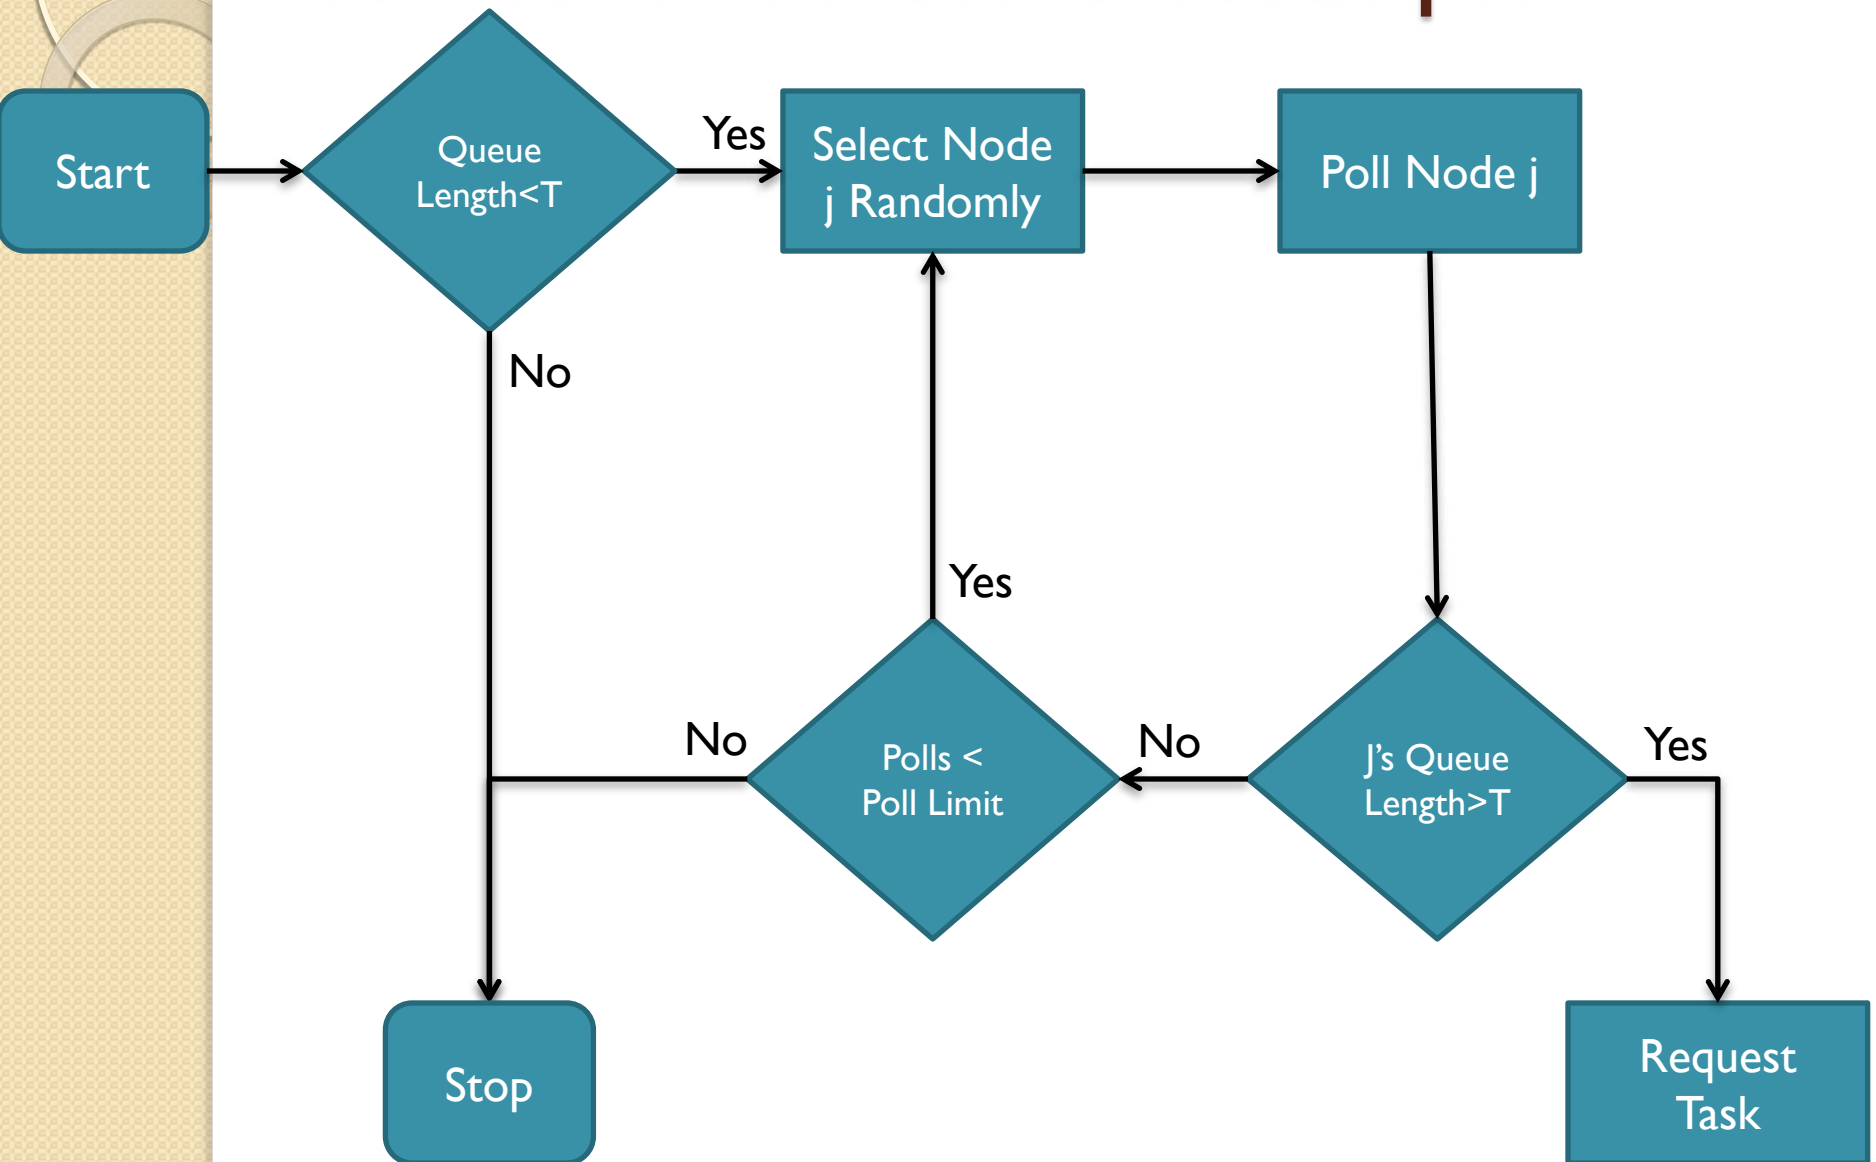 Start
Queue
Length<T
Yes
Select Node
j Randomly
Poll Node j
No
Yes
No
Polls <
Poll Limit
No
J's Queue
Length>T
Yes
Stop
Request
Task